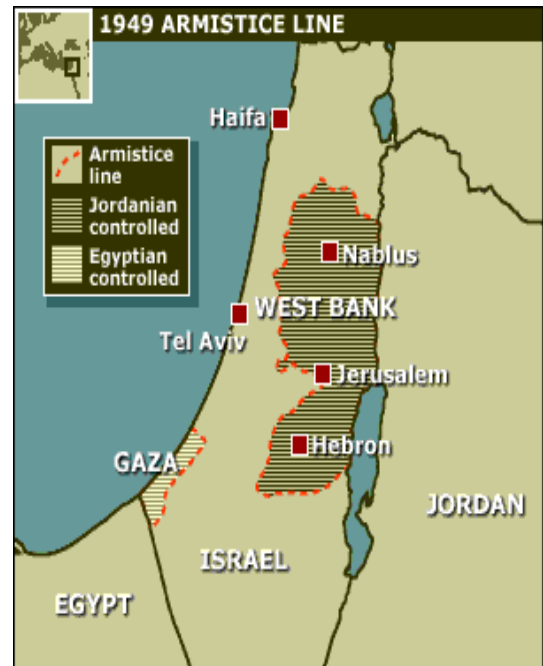 1949 ARMISTICE LINE
Haifa
Armistice
line
Jordanian
controlled
Egyptian
controlled
Nablus
WEST BANK
Tel Aviv
Jerusalem
Hebron
GAZA
JORDAN
ISRAEL
EGYPT